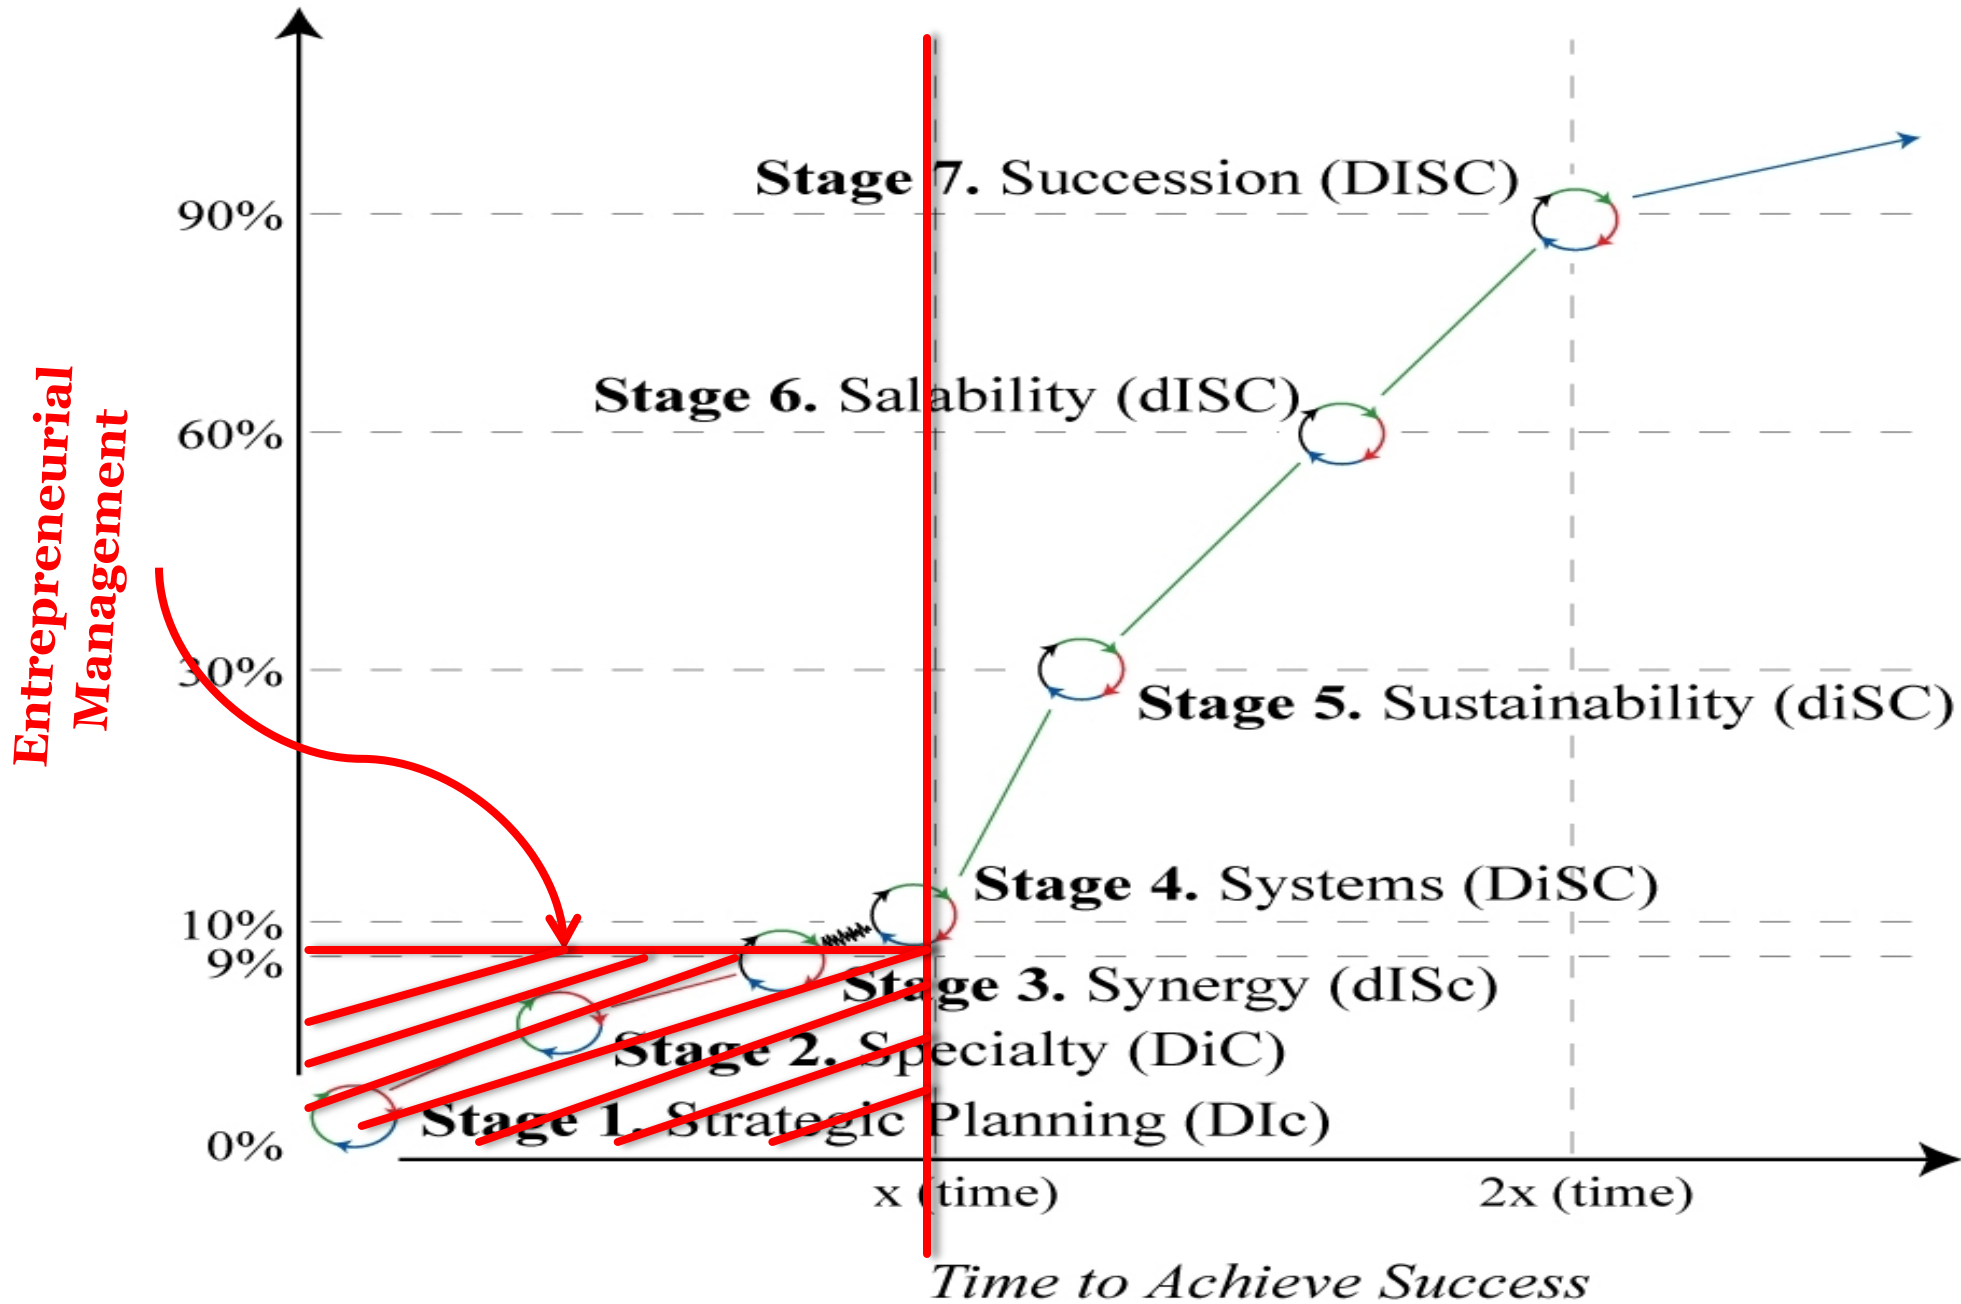 Stage 7. Succession (DISC)
90%
Stage 6. Salability (dISC)
60%
Entrepreneurial
Management
30%
Stage 5. Sustainability (diSC)
Stage 4. Systems (DiSC)
10%
9%
Stage 3. Synergy (dISc)
Stage 2. Specialty (DiC)
Stage 1. Strategic Planning (DIc)
0%
x (time)
2x (time)
Time to Achieve Success